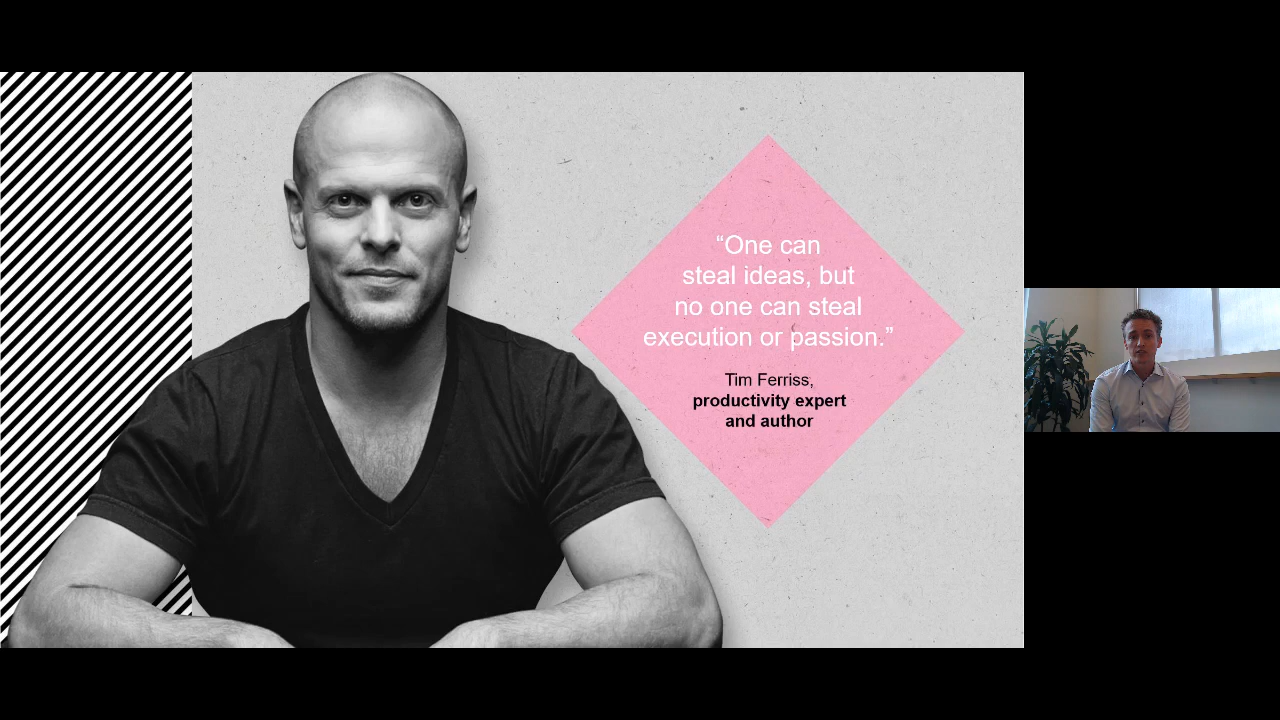 “One can
steal ideas, but
no one can steal
execution or passion.”
Tim Ferriss,
productivity expert
and author